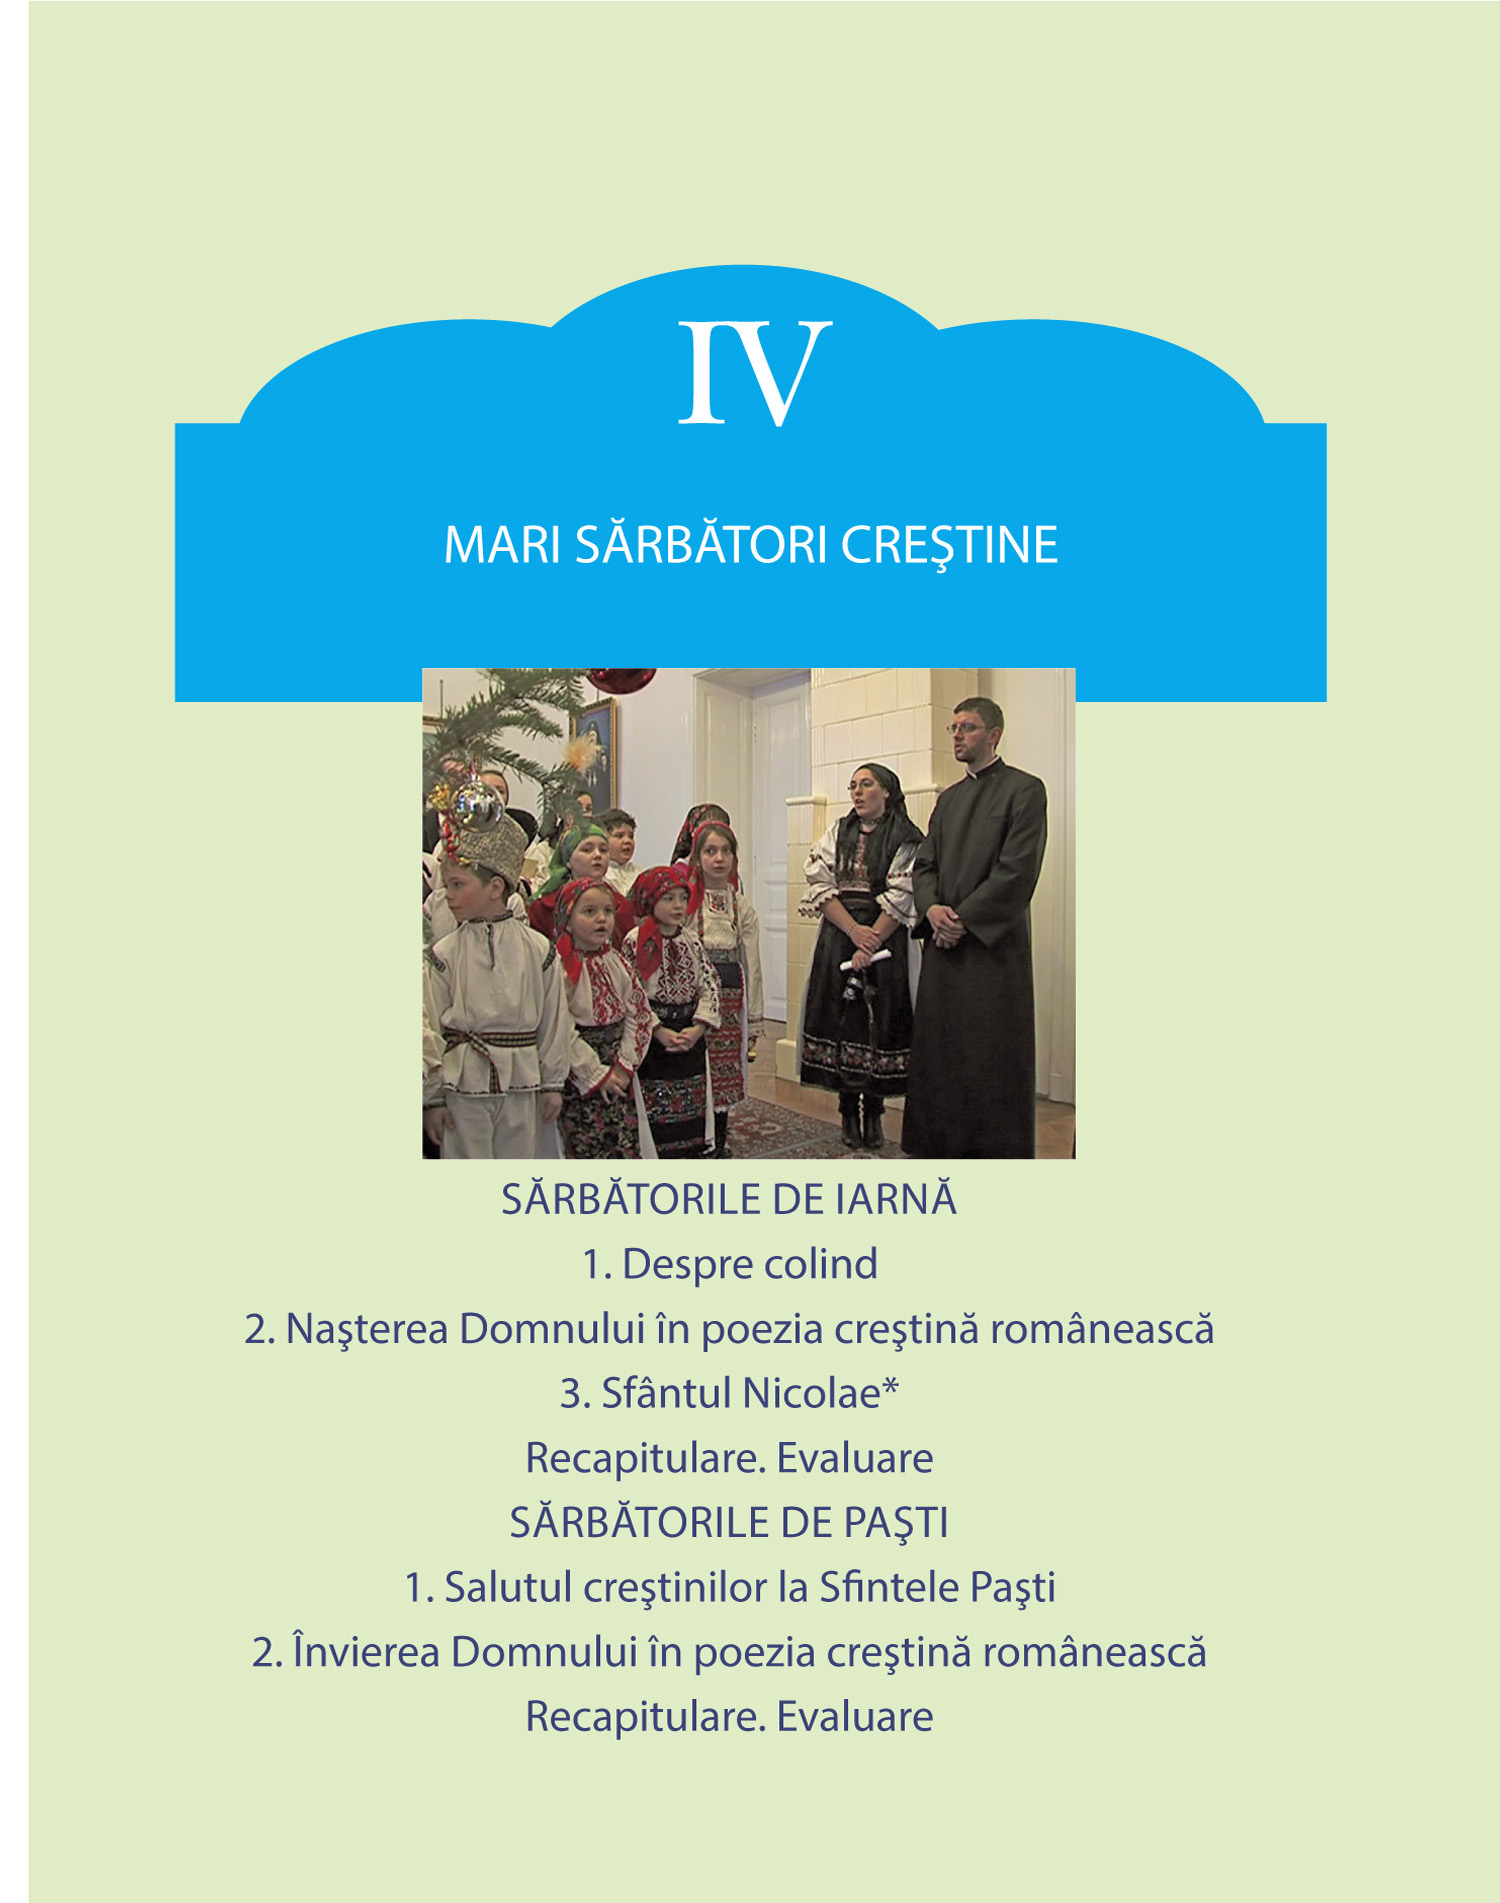 IV
MARI SĂRBĂTORI CREŞTINE
SĂRBĂTORILE DE IARNĂ
1. Despre colind
2. Naşterea Domnului în poezia creştină românească
3. Sfântul Nicolae*
Recapitulare. Evaluare
SĂRBĂTORILE DE PAŞTI
1. Salutul creştinilor la Sfintele Paşti
2. Învierea Domnului în poezia creştină românească
Recapitulare. Evaluare